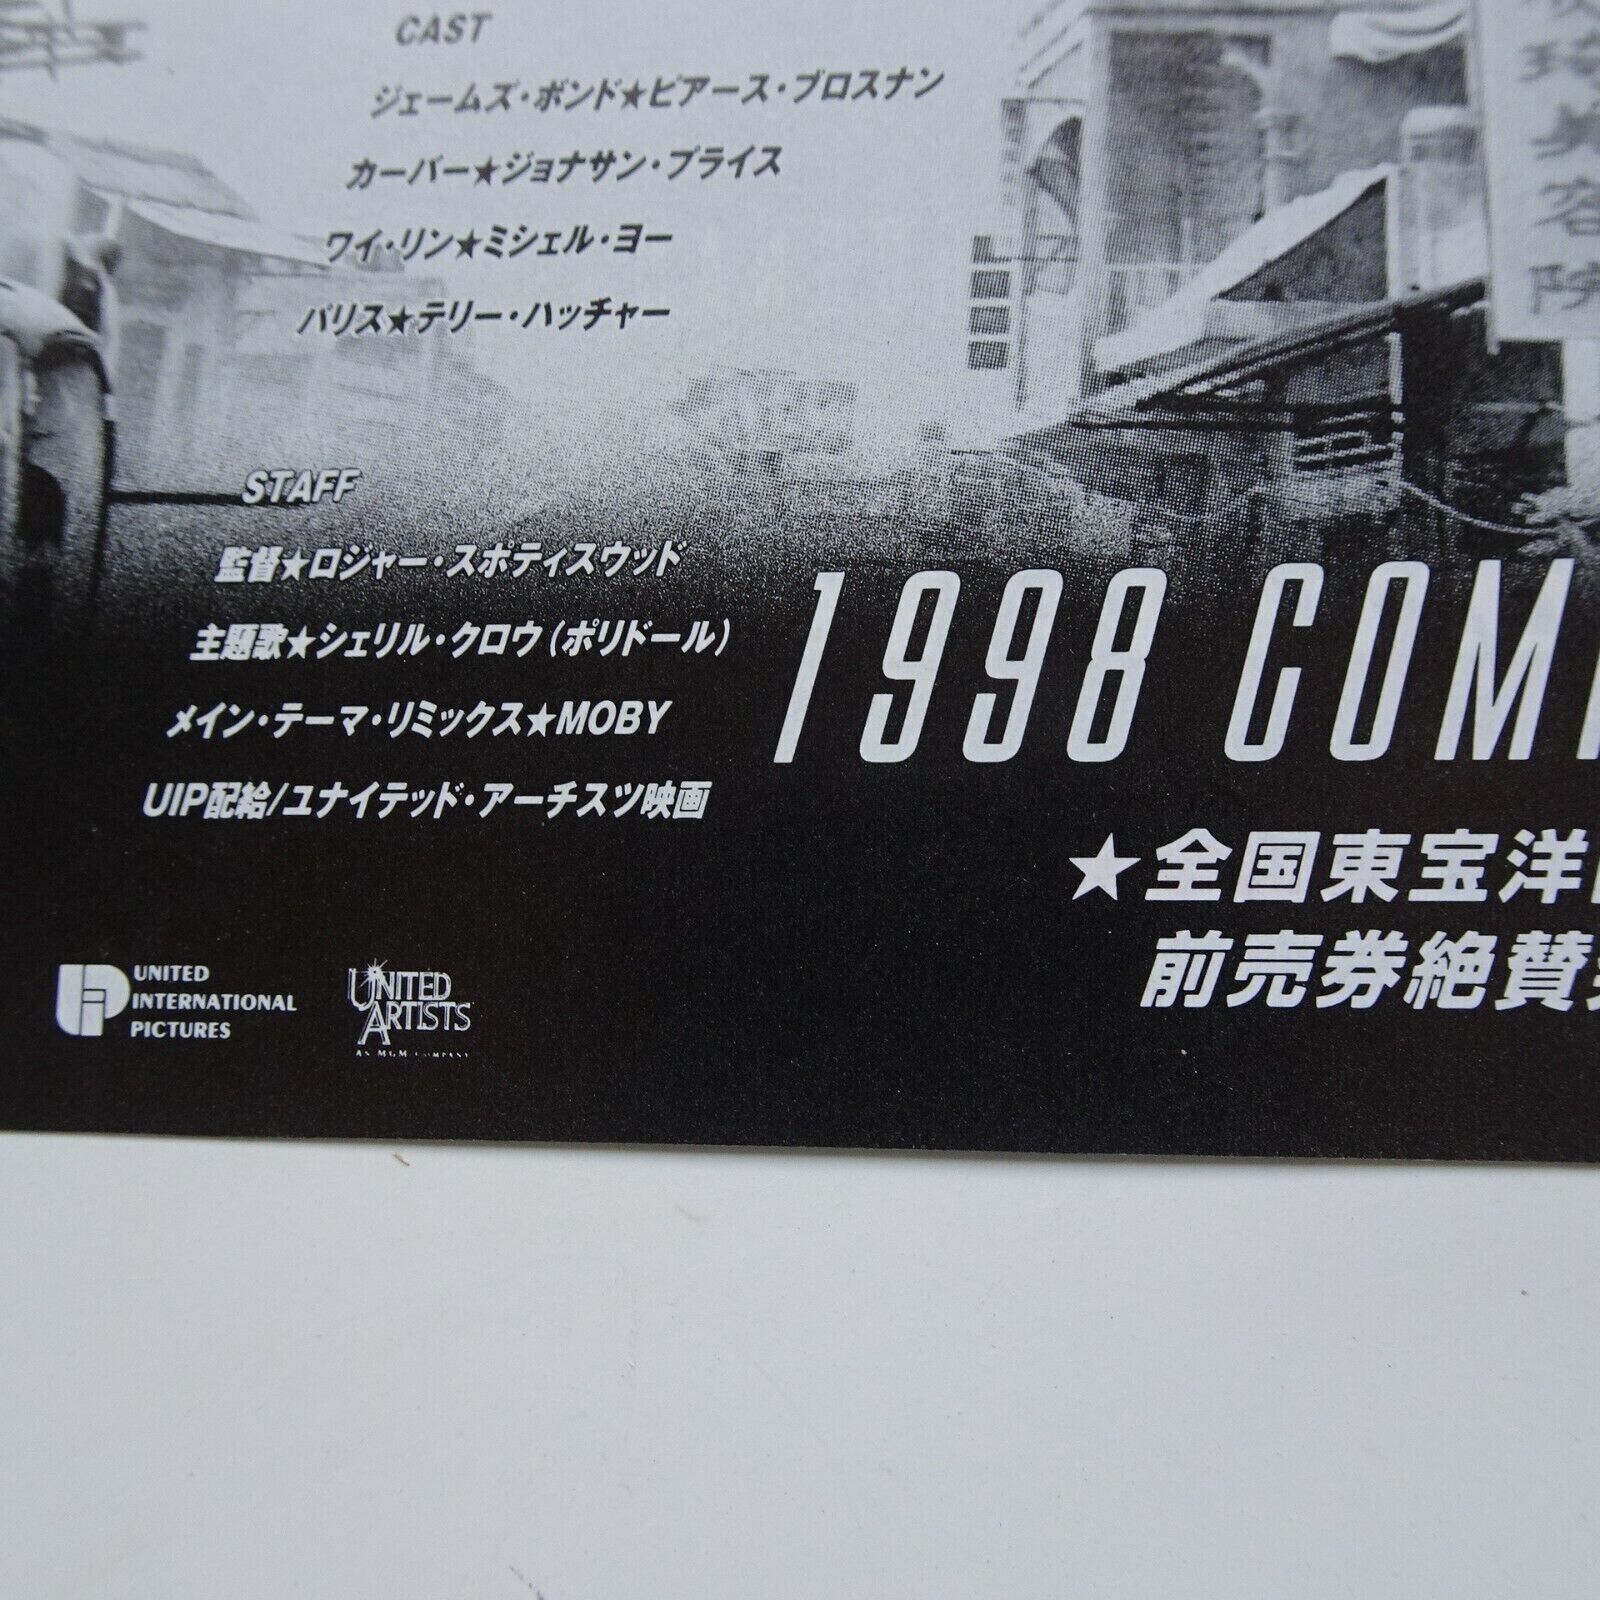 CAST
ジェームズ・ボンド★ピアース・ブロスナン
カーバー★ジョナサン・プライス
ワイ・リン★ミシェル・ヨー
パリス★テリー・ハッチャー
容
院
STAFF
監督★ロジャー・スポティスウッド
主題歌★シェリル・クロウ(ポリドール)
メイン・テーマ・リミックス★MOBY
UIP配給/ユナイテッド・アーチスツ映画
1998 COM
★全国東宝洋
前売券絶賛
UNITED
INTERNATIONAL
PICTURES
UNITED
ARTISTS
AN MGM COMPANY